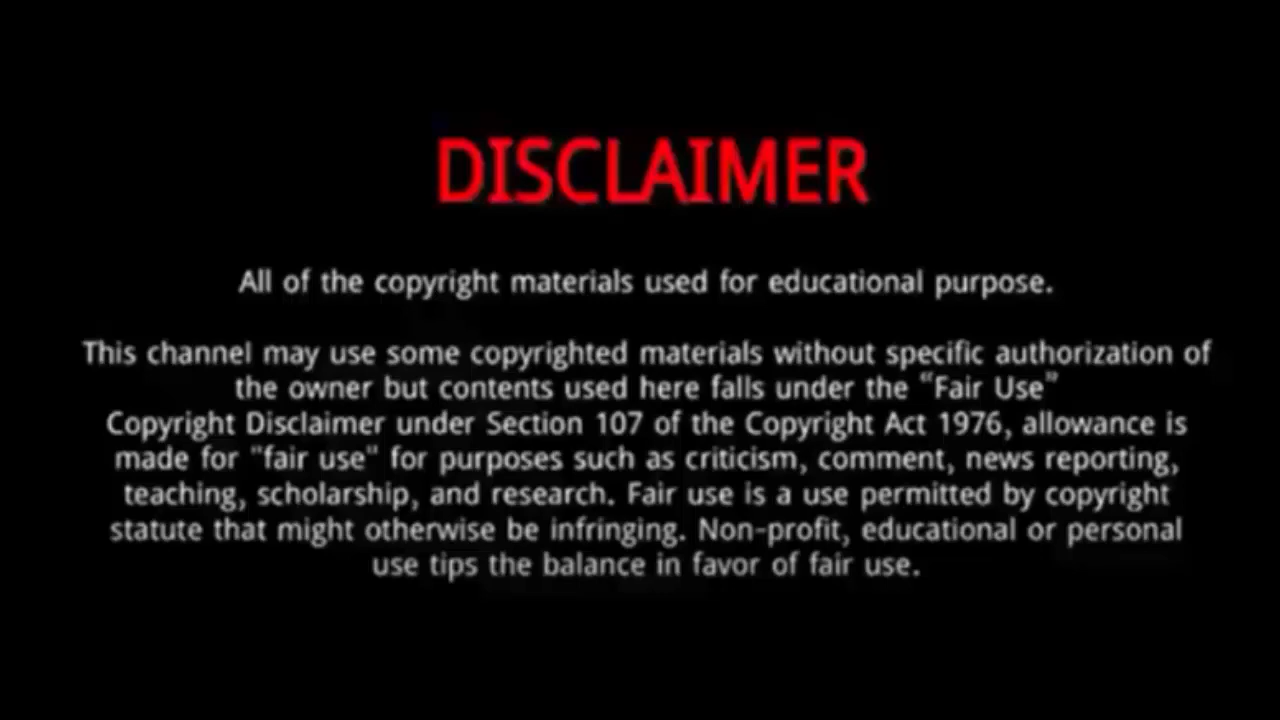 DISCLAIMER
All of the copyright materials used for educational purpose.
This channel may use some copyrighted materials without specific authorization of
the owner but contents used here falls under the “Fair Use”
Copyright Disclaimer under Section 107 of the Copyright Act 1976, allowance is
made for "fair use" for purposes such as criticism, comment, news reporting,
teaching, scholarship, and research. Fair use is a use permitted by copyright
statute that might otherwise be infringing. Non-profit, educational or personal
use tips the balance in favor of fair use.